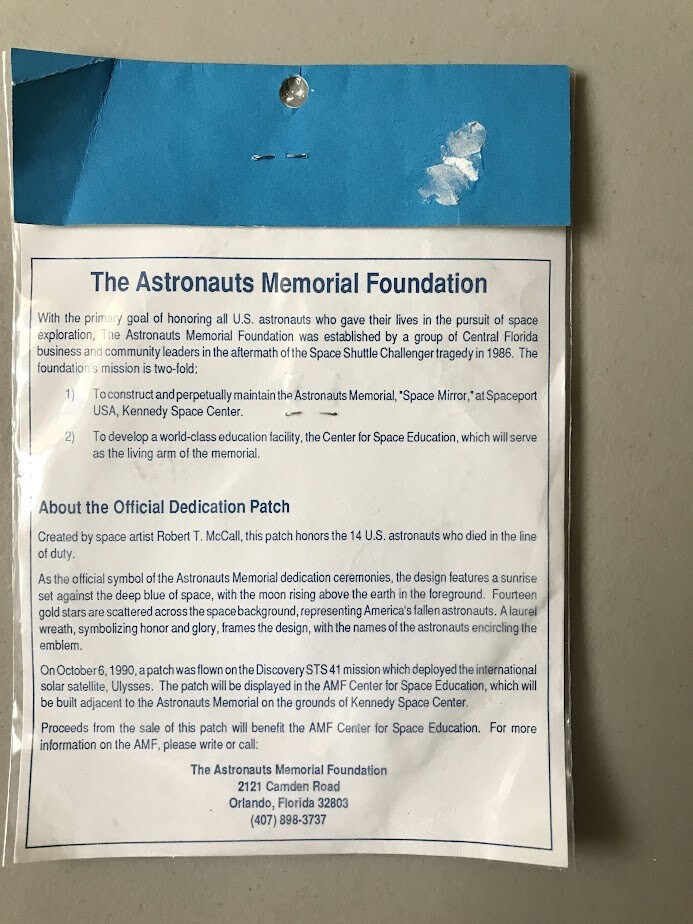 The Astronauts Memorial Foundation
With the primary goal of honoring all U.S. astronauts who gave their lives in the pursuit of space
exploration, The Astronauts Memorial Foundation was established by a group of Central Florida
business and community leaders in the aftermath of the Space Shuttle Challenger tragedy in 1986. The
foundation's mission is two-fold:
1) To construct and perpetually maintain the Astronauts Memorial, "Space Mirror," at Spaceport
USA, Kennedy Space Center.
2) To develop a world-class education facility, the Center for Space Education, which will serve
as the living arm of the memorial.
About the Official Dedication Patch
Created by space artist Robert T. McCall, this patch honors the 14 U.S. astronauts who died in the line
of duty.
As the official symbol of the Astronauts Memorial dedication ceremonies, the design features a sunrise
set against the deep blue of space, with the moon rising above the earth in the foreground. Fourteen
gold stars are scattered across the space background, representing America's fallen astronauts. A laurel
wreath, symbolizing honor and glory, frames the design, with the names of the astronauts encircling the
emblem.
On October 6, 1990, a patch was flown on the Discovery STS 41 mission which deployed the international
solar satellite, Ulysses. The patch will be displayed in the AMF Center for Space Education, which will
be built adjacent to the Astronauts Memorial on the grounds of Kennedy Space Center.
Proceeds from the sale of this patch will benefit the AMF Center for Space Education. For more
information on the AMF, please write or call:
The Astronauts Memorial Foundation
2121 Camden Road
Orlando, Florida 32803
(407) 898-3737